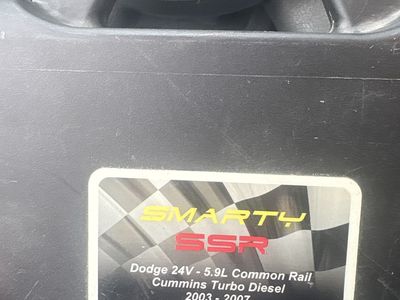 SMARTY
SSR
Dodge 24V - 5.9L Common Rail
Cummins Turbo Diesel
2003 - 2007